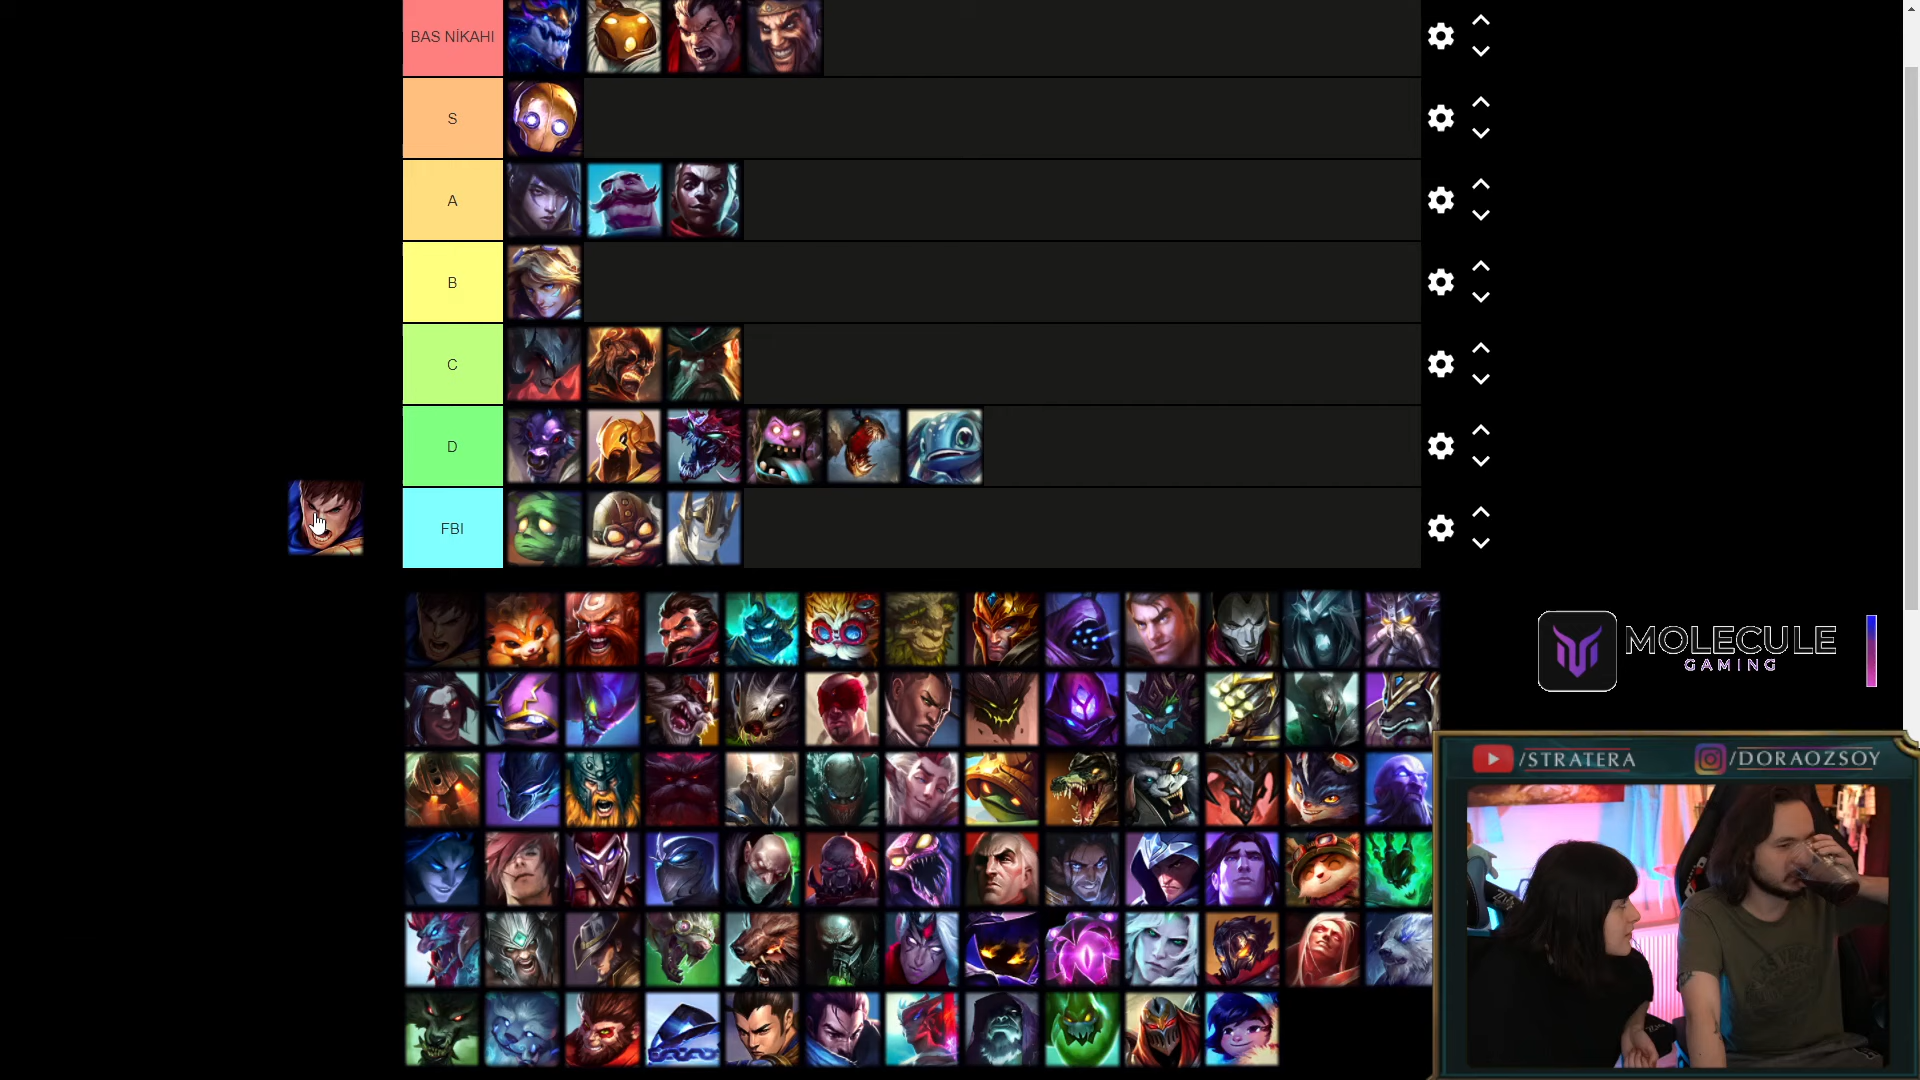 BAS NİKAHI
S
A
B
C
D
FBI
MOLECULE
GAMING
/STRATERA
/DORAOZSOY